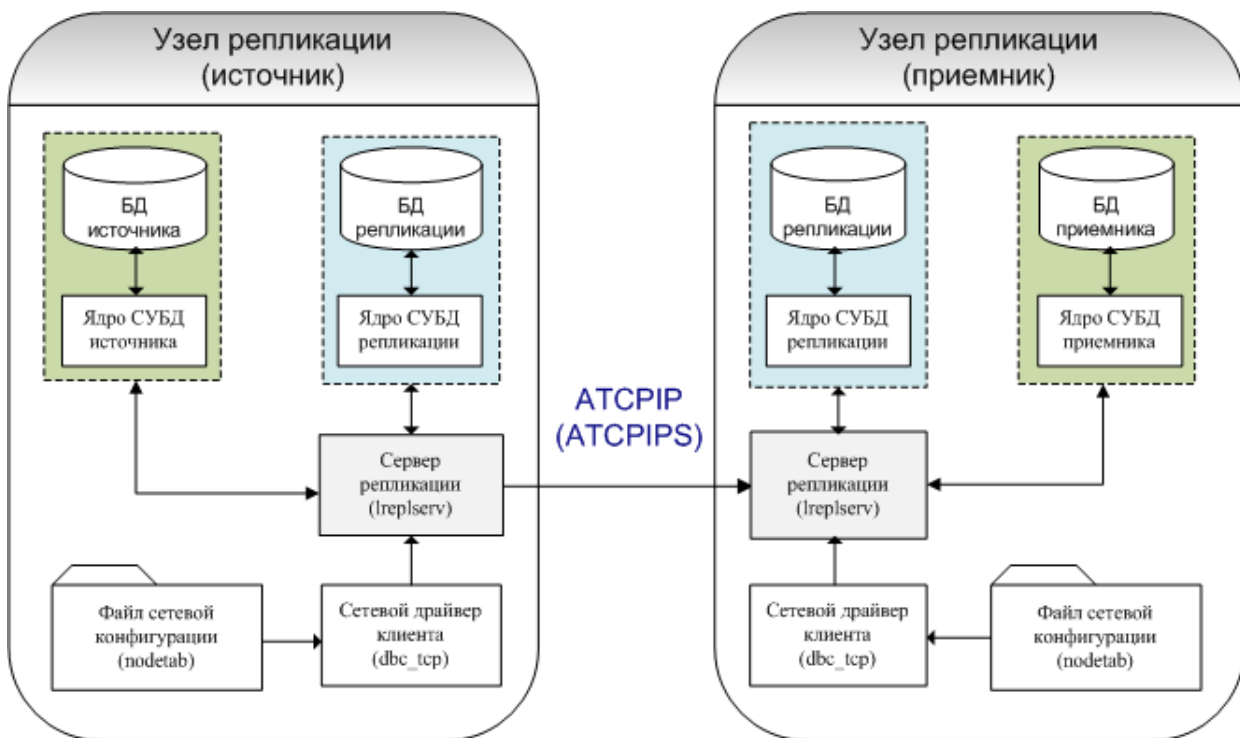 Узел репликации
(источник)
БД
источника
Ядро СУБД
источника
БД
репликации
Ядро СУБД
репликации
Сервер
репликации
(lreplserv)
Файл сетевой
конфигурации
(nodetab)
Сетевой драйвер
клиента
(dbc_tcp)
ATCPIP
(ATCPIPS)
Узел репликации
(приемник)
БД
репликации
Ядро СУБД
репликации
БД
приемника
Ядро СУБД
приемника
Сервер
репликации
(lreplserv)
Сетевой драйвер
клиента
(dbc_tcp)
Файл сетевой
конфигурации
(nodetab)